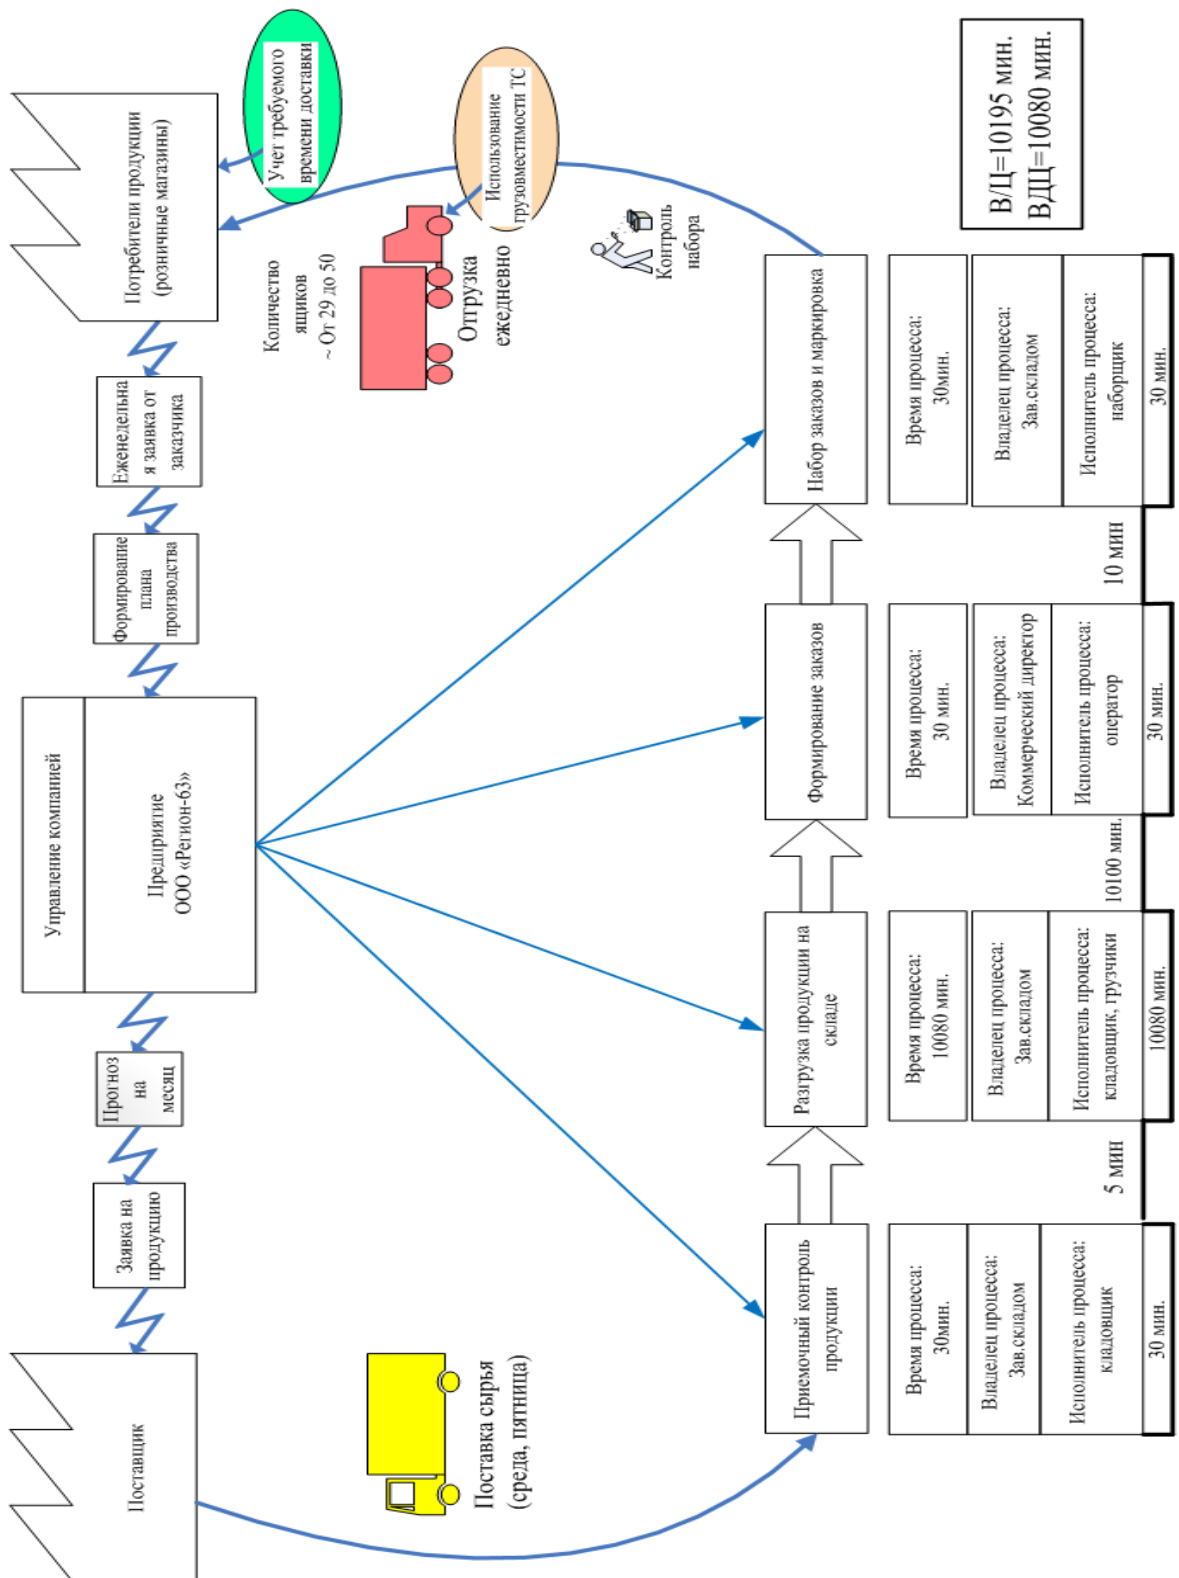 Поставщик
Заявка на
продукцию
Прогноз
на
месяц
Управление компанией
Предприятие
ООО «Регион-63»
Формирование
плана
производства
Еженедельна
я заявка от
заказчика
Потребители продукции
(розничные магазины)
Учет требуемого
времени доставки
Поставка сырья
(среда, пятница)
Количество
ящиков
~ От 29 до 50
Отгрузка
ежедневно
Использование
грузовместимости ТС
Контроль
набора
Приемочный контроль
продукции
Разгрузка продукции на
складе
Формирование заказов
Набор заказов и маркировка
Время процесса:
30мин.
Владелец процесса:
Зав.складом
Исполнитель процесса:
кладовщик
30 мин.
5 мин
Время процесса:
10080 мин.
Владелец процесса:
Зав.складом
Исполнитель процесса:
кладовщик, грузчики
10080 мин.
10100 мин.
Время процесса:
30 мин.
Владелец процесса:
Коммерческий директор
Исполнитель процесса:
оператор
30 мин.
10 мин
Время процесса:
30мин.
Владелец процесса:
Зав.складом
Исполнитель процесса:
наборщик
30 мин.
В/Ц=10195 мин.
ВДЦ=10080 мин.